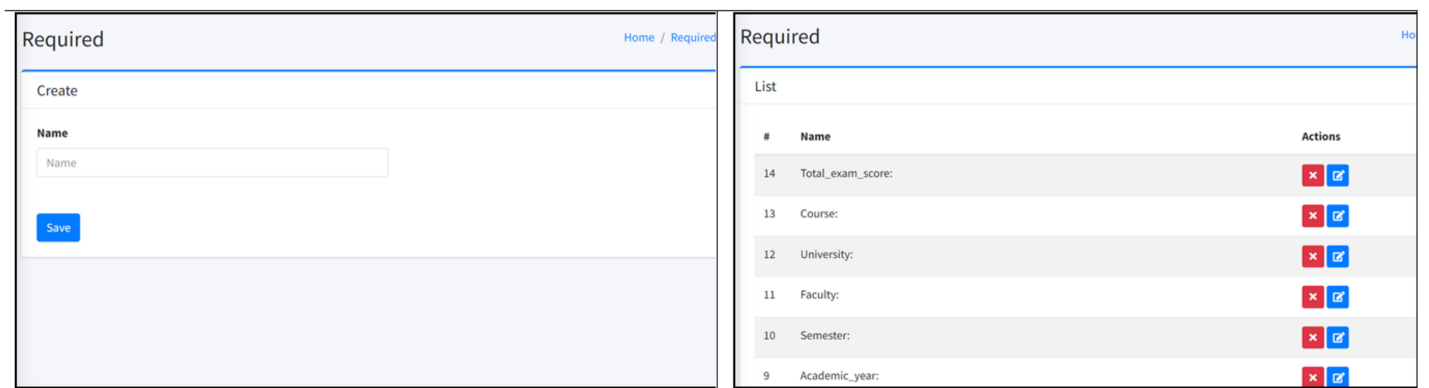 Required
Home / Required
Create
Name
Name
Save
Required
Ho
List
# Name Actions
14 Total_exam_score:
13 Course:
12 University:
11 Faculty:
10 Semester:
9 Academic_year: